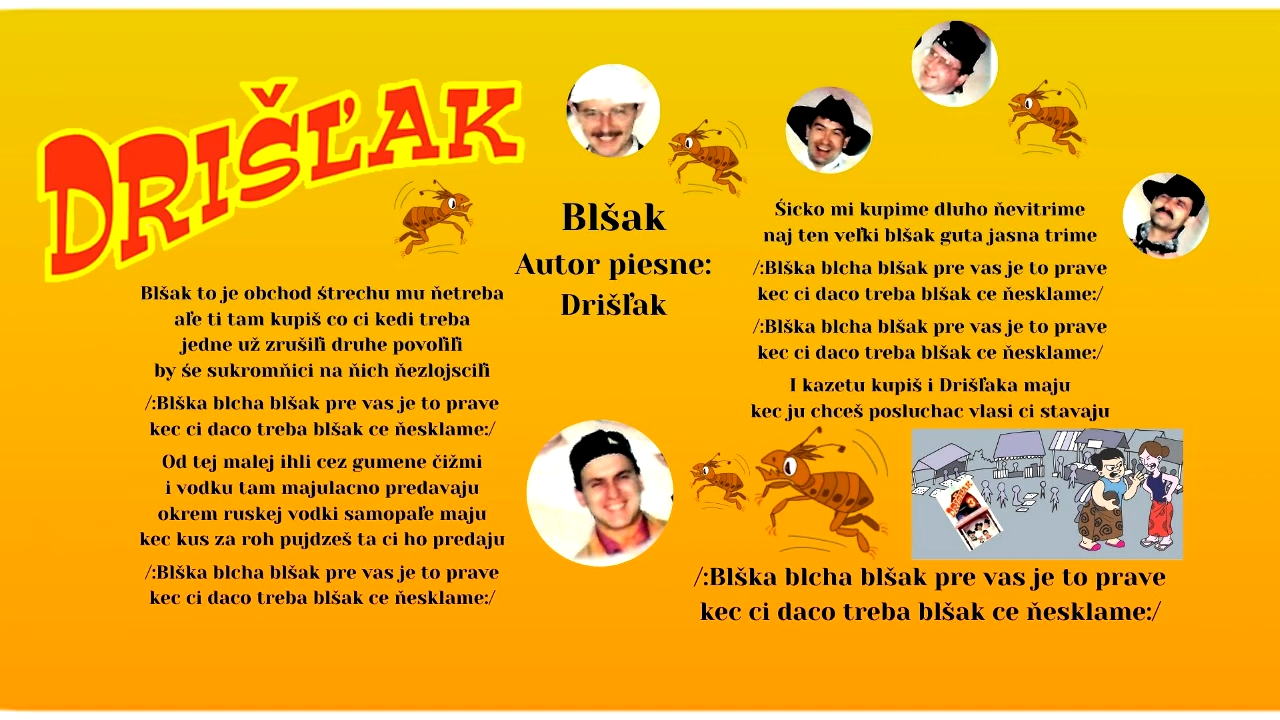 DRIŠĽAK
Blšak
Autor piesne:
Drišľak
Blšak to je obchod śtrechu mu ňetreba
aľe ti tam kupiš co ci kedi treba
jedne už zrušiľi druhe povoľiľi
by śe sukromňici na ňich ňezlojsciľi
/:Blška blcha blšak pre vas je to prave
kec ci daco treba blšak ce ňesklame:/
Od tej malej ihli cez gumene čižmi
i vodku tam majulacno predavaju
okrem ruskej vodki samopaľe maju
kec kus za roh pujdzeš ta ci ho predaju
/:Blška blcha blšak pre vas je to prave
kec ci daco treba blšak ce ňesklame:/
Śicko mi kupime dluho ňevitrime
naj ten veľki blšak guta jasna trime
/:Blška blcha blšak pre vas je to prave
kec ci daco treba blšak ce ňesklame:/
/:Blška blcha blšak pre vas je to prave
kec ci daco treba blšak ce ňesklame:/
I kazetu kupiš i Drišľaka maju
kec ju chceš posluchac vlasi ci stavaju
/:Blška blcha blšak pre vas je to prave
kec ci daco treba blšak ce ňesklame:/